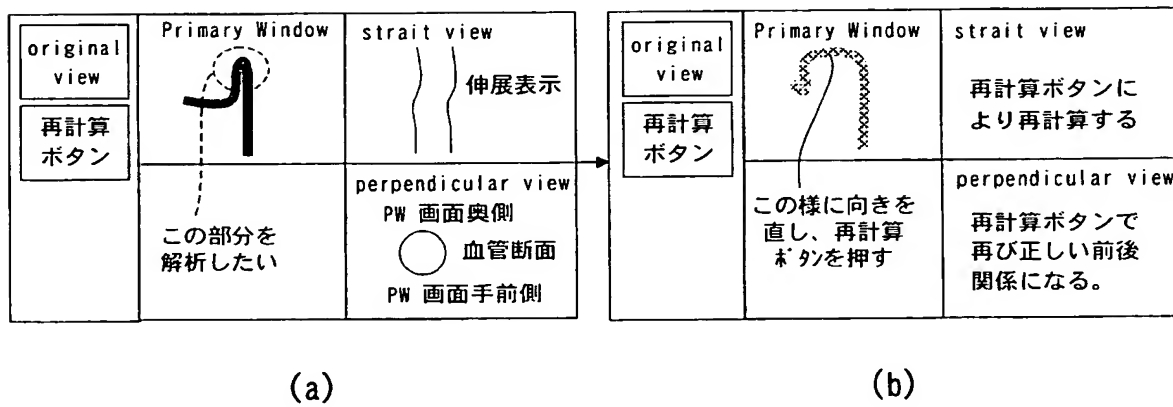 original
view
再計算
ボタン
Primary Window
この部分を
解析したい
strait view
伸展表示
perpendicular view
PW 画面奥側
血管断面
PW 画面手前側
(a)
original
view
再計算
ボタン
Primary Window
この様に向きを
直し、再計算
ボタンを押す
strait view
再計算ボタンに
より再計算する
perpendicular view
再計算ボタンで
再び正しい前後
関係になる。
(b)